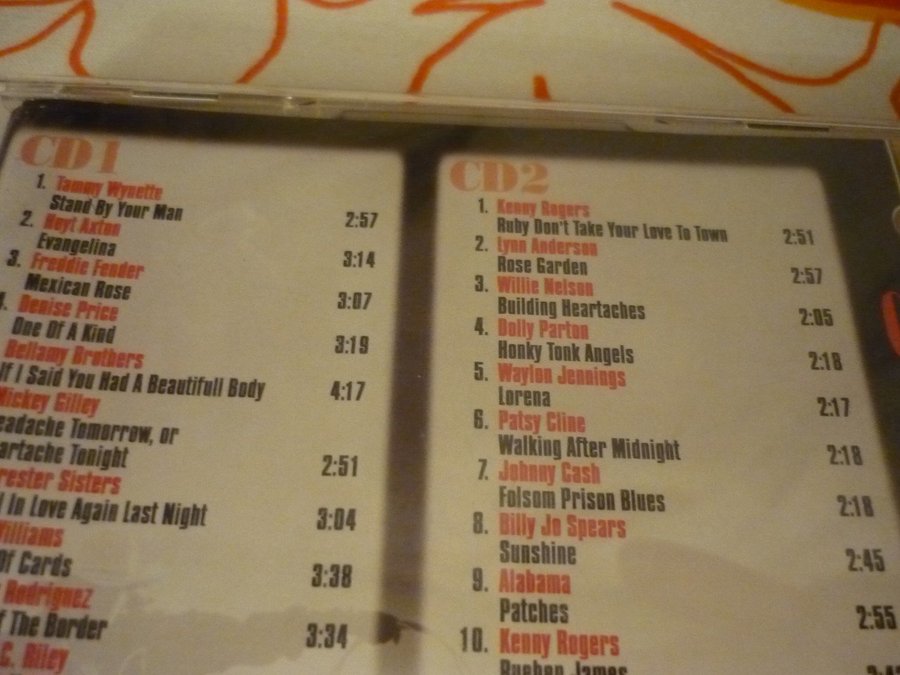 CD1
1. Tammy Wynette
Stand By Your Man 2:57
2. Hoyt Axton
Evangelina 3:14
3. Freddie Fender
Mexican Rose 3:07
4. Denise Price
One Of A Kind 3:19
Bellamy Brothers
If I Said You Had A Beautifull Body 4:17
Mickey Gilley
eadache Tomorrow, or
artache Tonight 2:51
rester Sisters
I In Love Again Last Night 3:04
Williams
Of Cards 3:38
Rodriguez
f The Border 3:34
C. Riley
CD2
1. Kenny Rogers
Ruby Don't Take Your Love To Town 2:51
2. Lynn Anderson
Rose Garden 2:57
3. Willie Nelson
Building Heartaches 2:05
4. Dolly Parton
Honky Tonk Angels 2:18
5. Waylon Jennings
Lorena 2:17
6. Patsy Cline
Walking After Midnight 2:18
7. Johnny Cash
Folsom Prison Blues 2:18
8. Billy Jo Spears
Sunshine 2:45
9. Alabama
Patches 2:55
10. Kenny Rogers
Rueben James